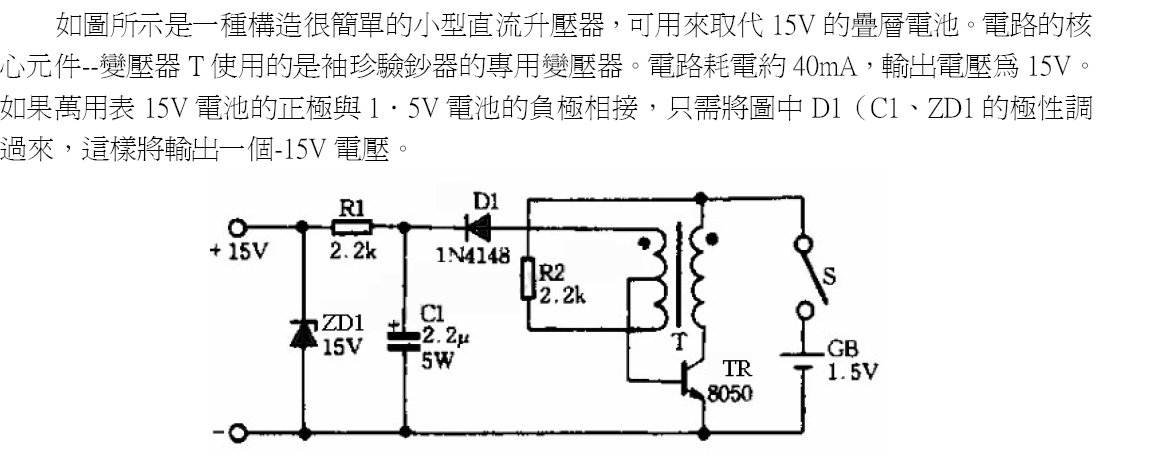 如圖所示是一種構造很簡單的小型直流升壓器，可用來取代 15V 的疊層電池。電路的核
心元件--變壓器 T 使用的是袖珍驗鈔器的專用變壓器。電路耗電約 40mA，輸出電壓爲 15V。
如果萬用表 15V 電池的正極與 1．5V 電池的負極相接，只需將圖中 D1（C1、ZD1 的極性調
過來，這樣將輸出一個-15V 電壓。
R1
D1
+ 15V
2.2k
1N4148
R2
2.2k
S
ZD1
15V
C1
+
2.2μ
5W
T
TR
8050
GB
1.5V
-